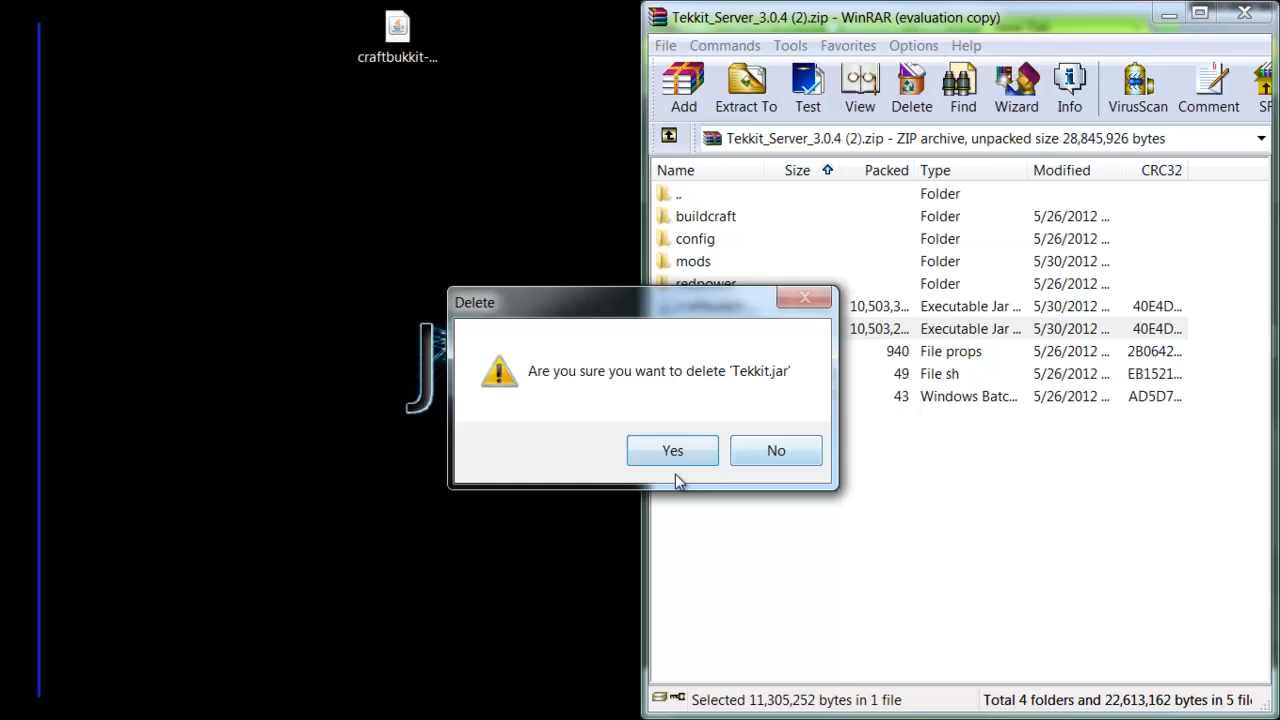 craftbukkit-...
Tekkit_Server_3.0.4 (2).zip - WinRAR (evaluation copy)
File Commands Tools Favorites Options Help
Add Extract To Test View Delete Find Wizard Info VirusScan Comment SF
Tekkit_Server_3.0.4 (2).zip - ZIP archive, unpacked size 28,845,926 bytes
Name Size Packed Type Modified CRC32
.. Folder
buildcraft Folder 5/26/2012 ...
config Folder 5/26/2012 ...
mods Folder 5/30/2012 ...
redpower Folder 5/26/2012 ...
10,503,3... Executable Jar ... 5/30/2012 ... 40E4D...
10,503,2... Executable Jar ... 5/30/2012 ... 40E4D...
940 File props 5/26/2012 ... 2B0642...
49 File sh 5/26/2012 ... EB1521...
43 Windows Batc... 5/26/2012 ... AD5D7...
Delete
Are you sure you want to delete 'Tekkit.jar'
Yes No
J
Selected 11,305,252 bytes in 1 file Total 4 folders and 22,613,162 bytes in 5 fil